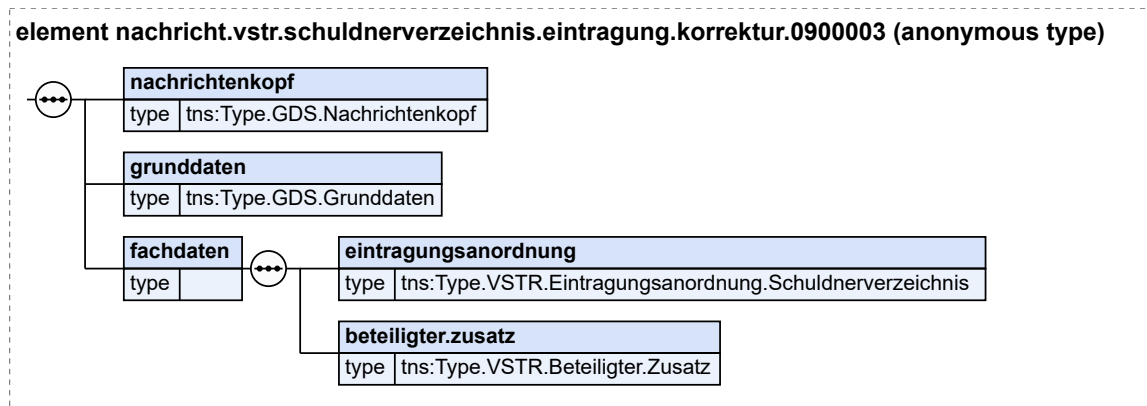 element nachricht.vstr.schuldnerverzeichnis.eintragung.korrektur.0900003 (anonymous type)
nachrichtenkopf
type tns:Type.GDS.Nachrichtenkopf
grunddaten
type tns:Type.GDS.Grunddaten
fachdaten
type
eintragungsanordnung
type tns:Type.VSTR.Eintragungsanordnung.Schuldnerverzeichnis
beteiligter.zusatz
type tns:Type.VSTR.Beteiligter.Zusatz